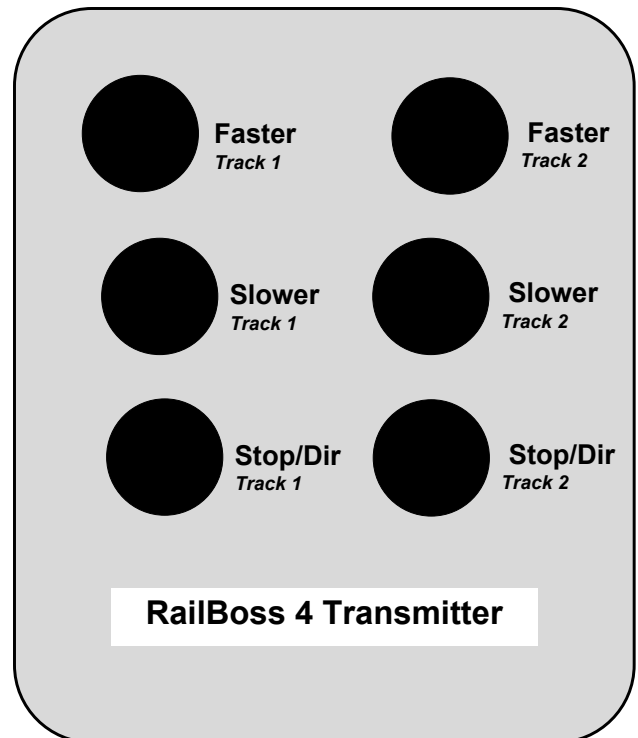 Faster
Track 1
Faster
Track 2
Slower
Track 1
Slower
Track 2
Stop/Dir
Track 1
Stop/Dir
Track 2
RailBoss 4 Transmitter